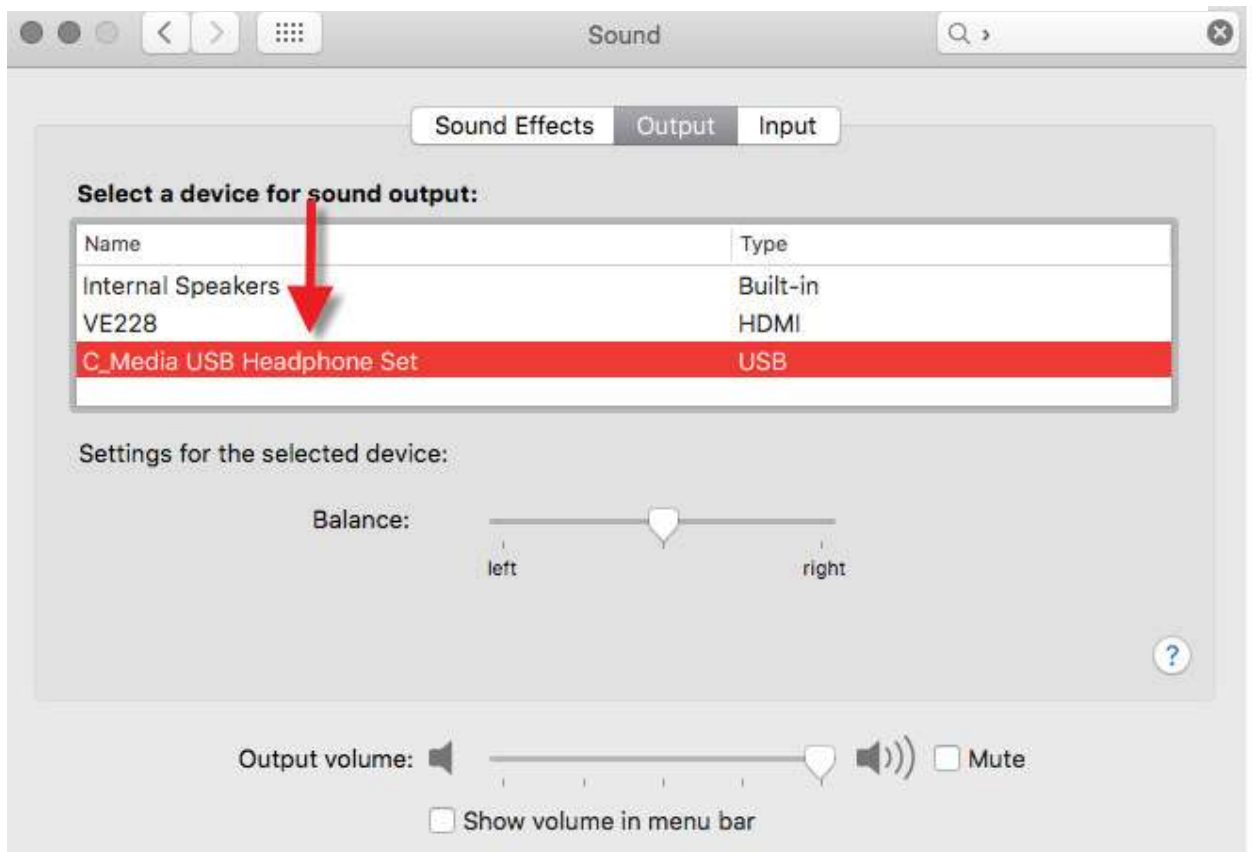 Sound
›
Sound Effects Output Input
Select a device for sound output:
Name Type
Internal Speakers Built-in
VE228 HDMI
C_Media USB Headphone Set USB
Settings for the selected device:
Balance:
left right
?
Output volume: Mute
Show volume in menu bar